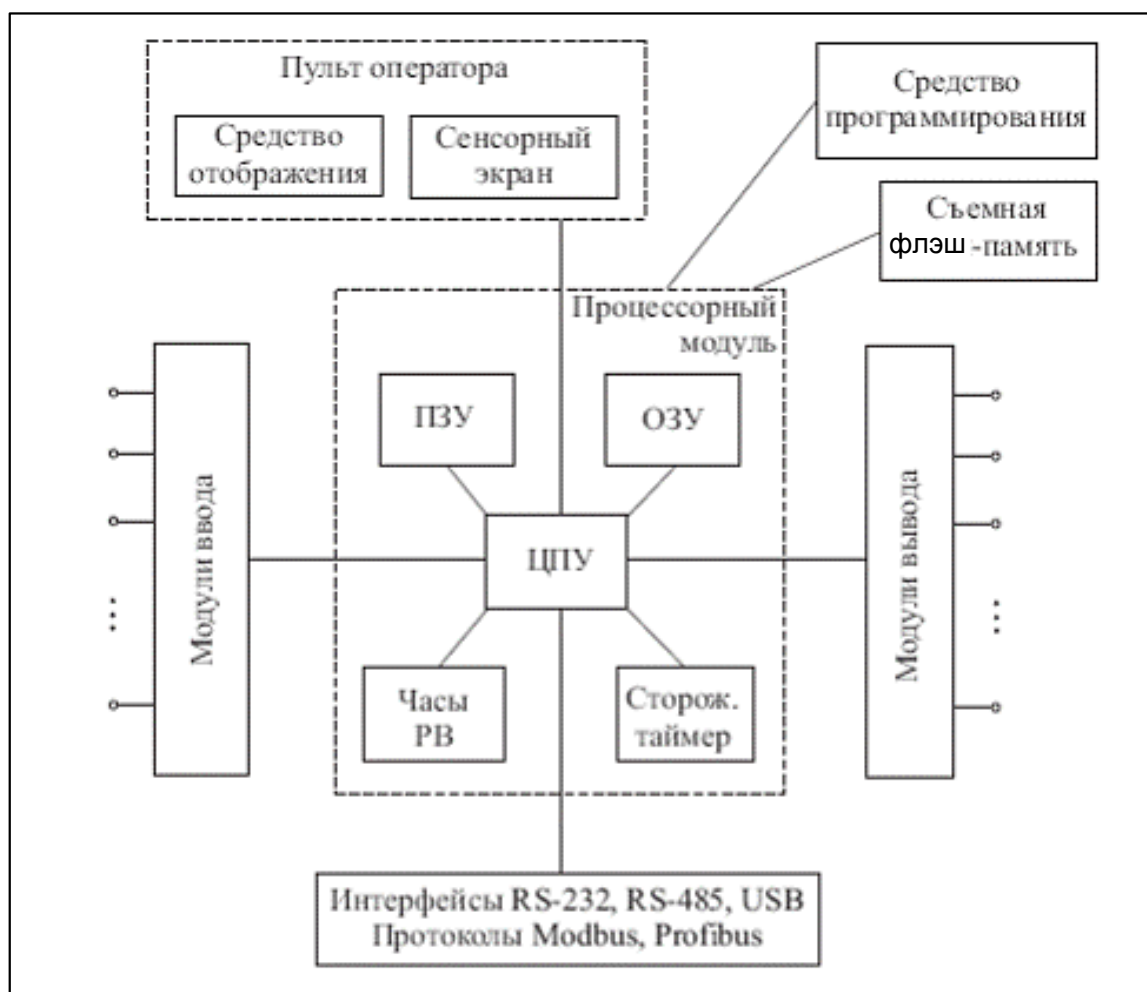 Пульт оператора
Средство
отображения
Сенсорный
экран
Средство
программирования
Съемная
флэш-память
Процессорный
модуль
ПЗУ
ОЗУ
ЦПУ
Часы
РВ
Сторож.
таймер
Модули ввода
Модули вывода
Интерфейсы RS-232, RS-485, USB
Протоколы Modbus, Profibus